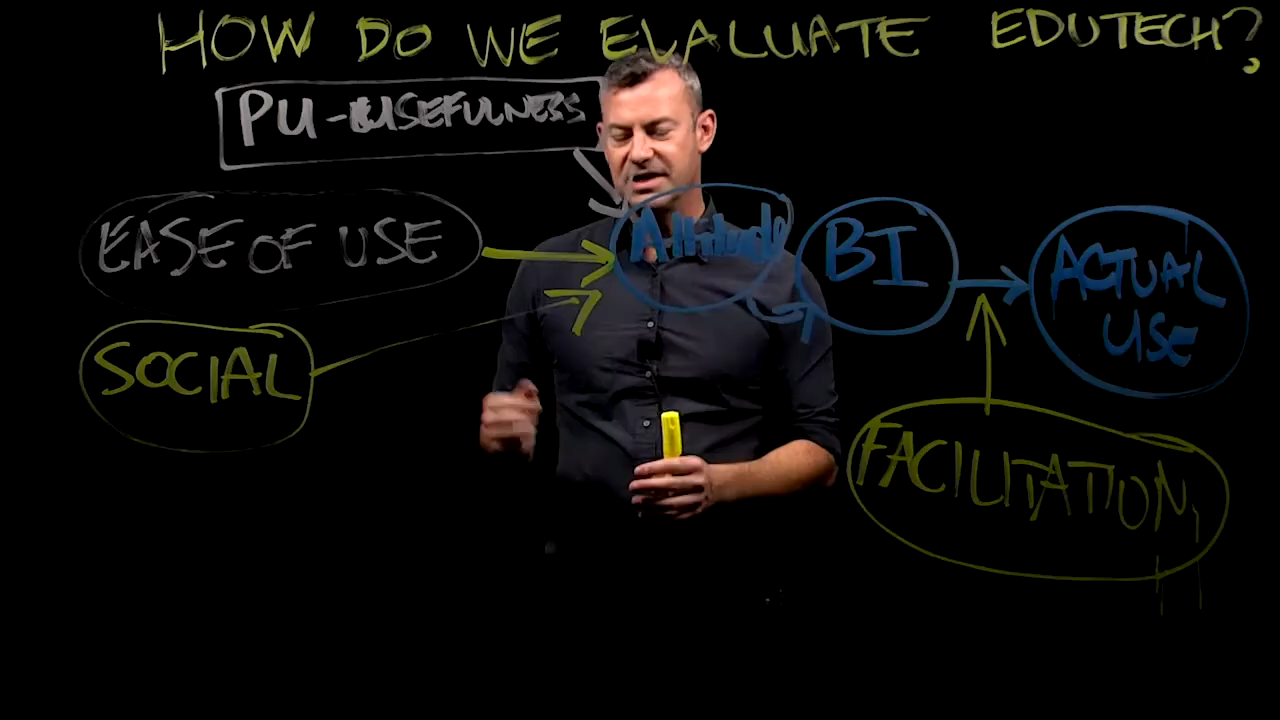 HOW DO WE EVALUATE EDUTECH?
PU-USEFULNESS
EASE OF USE
Attitude
BI
ACTUAL
USE
SOCIAL
FACILITATION